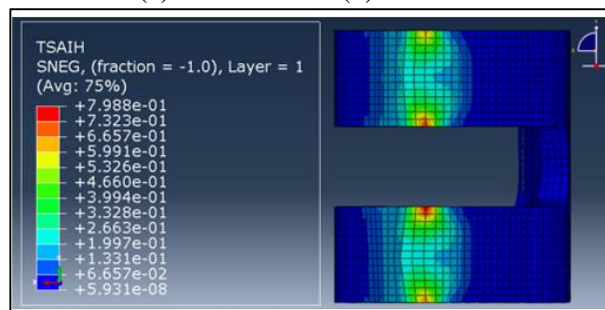 TSAIH
SNEG, (fraction = -1.0), Layer = 1
(Avg: 75%)
+7.988e-01
+7.323e-01
+6.657e-01
+5.991e-01
+5.326e-01
+4.660e-01
+3.994e-01
+3.328e-01
+2.663e-01
+1.997e-01
+1.331e-01
+6.657e-02
+5.931e-08